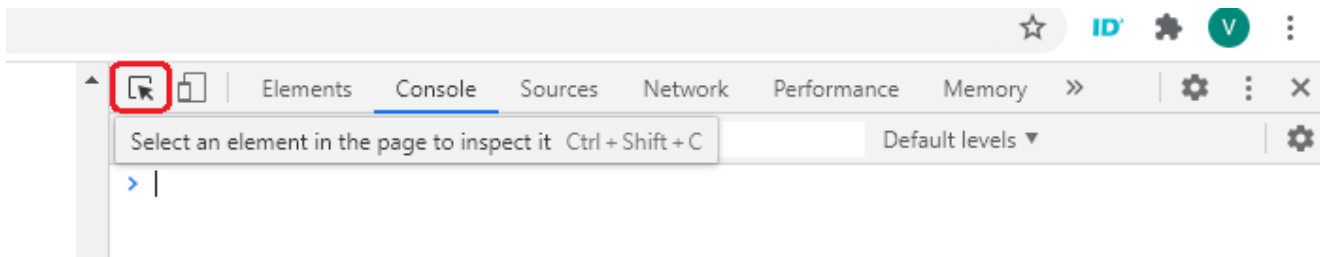 ID V
Elements Console Sources Network Performance Memory »
Select an element in the page to inspect it Ctrl + Shift + C Default levels ▼
>